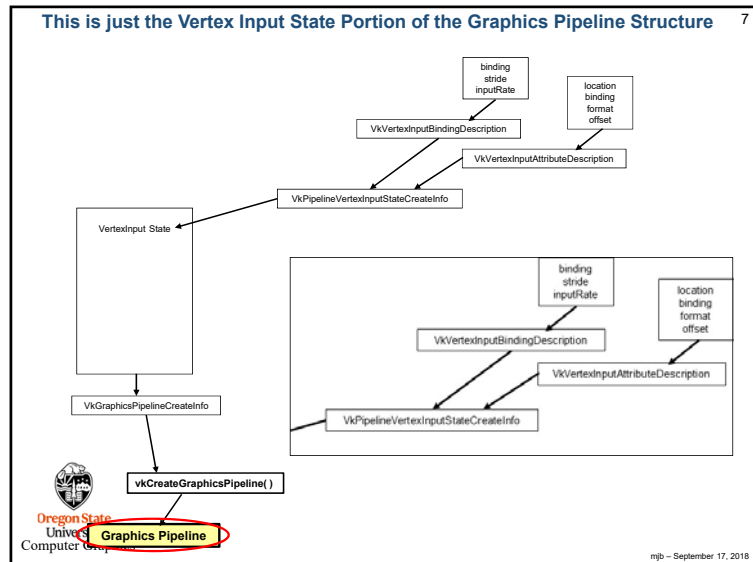 This is just the Vertex Input State Portion of the Graphics Pipeline Structure
7
binding
stride
inputRate
location
binding
format
offset
VkVertexInputBindingDescription
VkVertexInputAttributeDescription
VkPipelineVertexInputStateCreateInfo
VertexInput State
binding
stride
inputRate
location
binding
format
offset
VkVertexInputBindingDescription
VkVertexInputAttributeDescription
VkPipelineVertexInputStateCreateInfo
VkGraphicsPipelineCreateInfo
vkCreateGraphicsPipeline( )
Graphics Pipeline
Oregon State
Computer
mjb – September 17, 2018